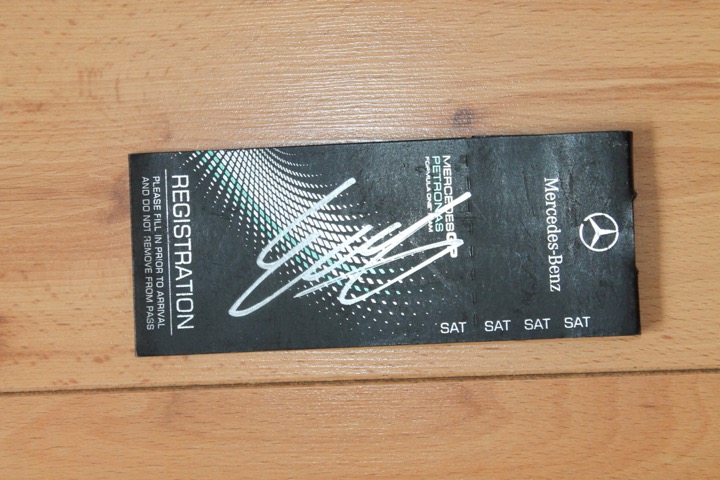 Mercedes-Benz
MERCEDESGP
PETRONAS
FORMULA ONE TEAM
REGISTRATION
PLEASE FILL IN PRIOR TO ARRIVAL
AND DO NOT REMOVE FROM PASS
SAT SAT SAT SAT